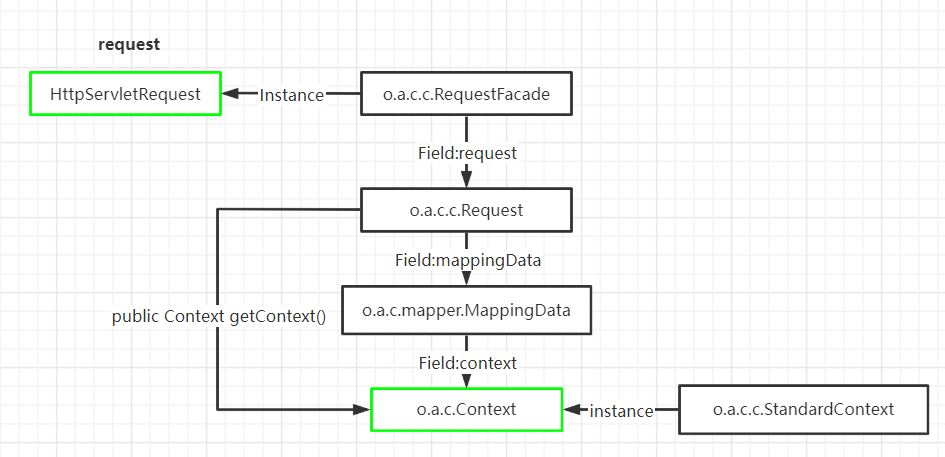 request
HttpServletRequest
Instance
o.a.c.c.RequestFacade
Field:request
o.a.c.c.Request
Field:mappingData
o.a.c.mapper.MappingData
public Context getContext()
Field:context
o.a.c.Context
instance
o.a.c.c.StandardContext